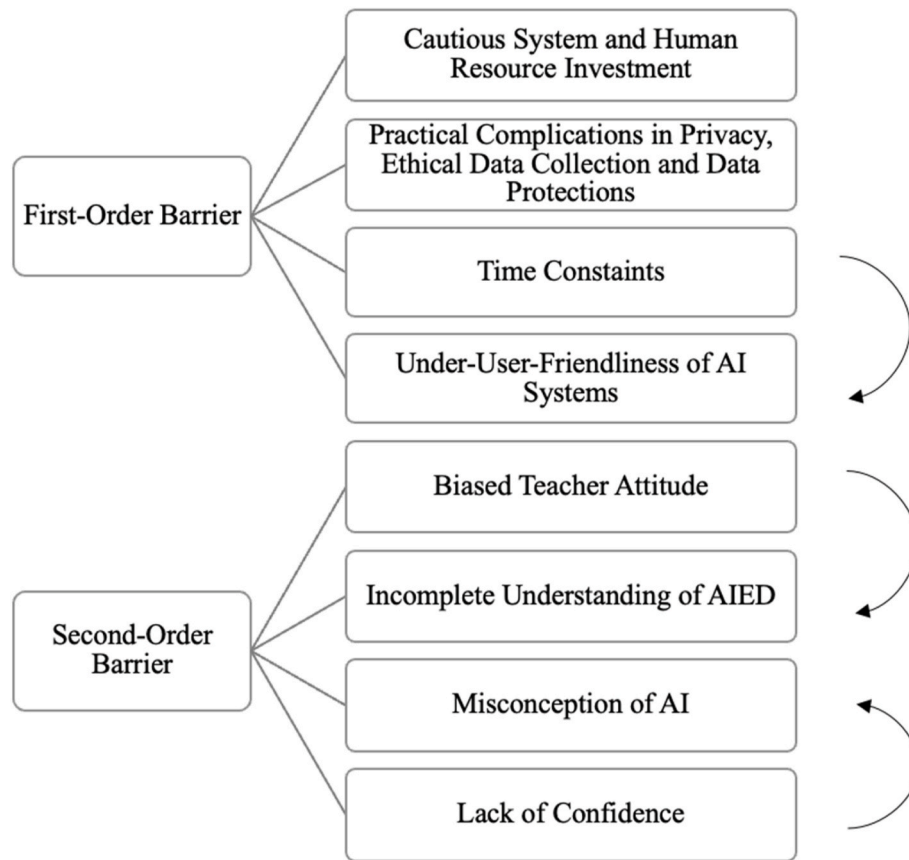 Cautious System and Human
Resource Investment
Practical Complications in Privacy,
Ethical Data Collection and Data
Protections
First-Order Barrier
Time Constaints
Under-User-Friendliness of AI
Systems
Biased Teacher Attitude
Incomplete Understanding of AIED
Second-Order
Barrier
Misconception of AI
Lack of Confidence